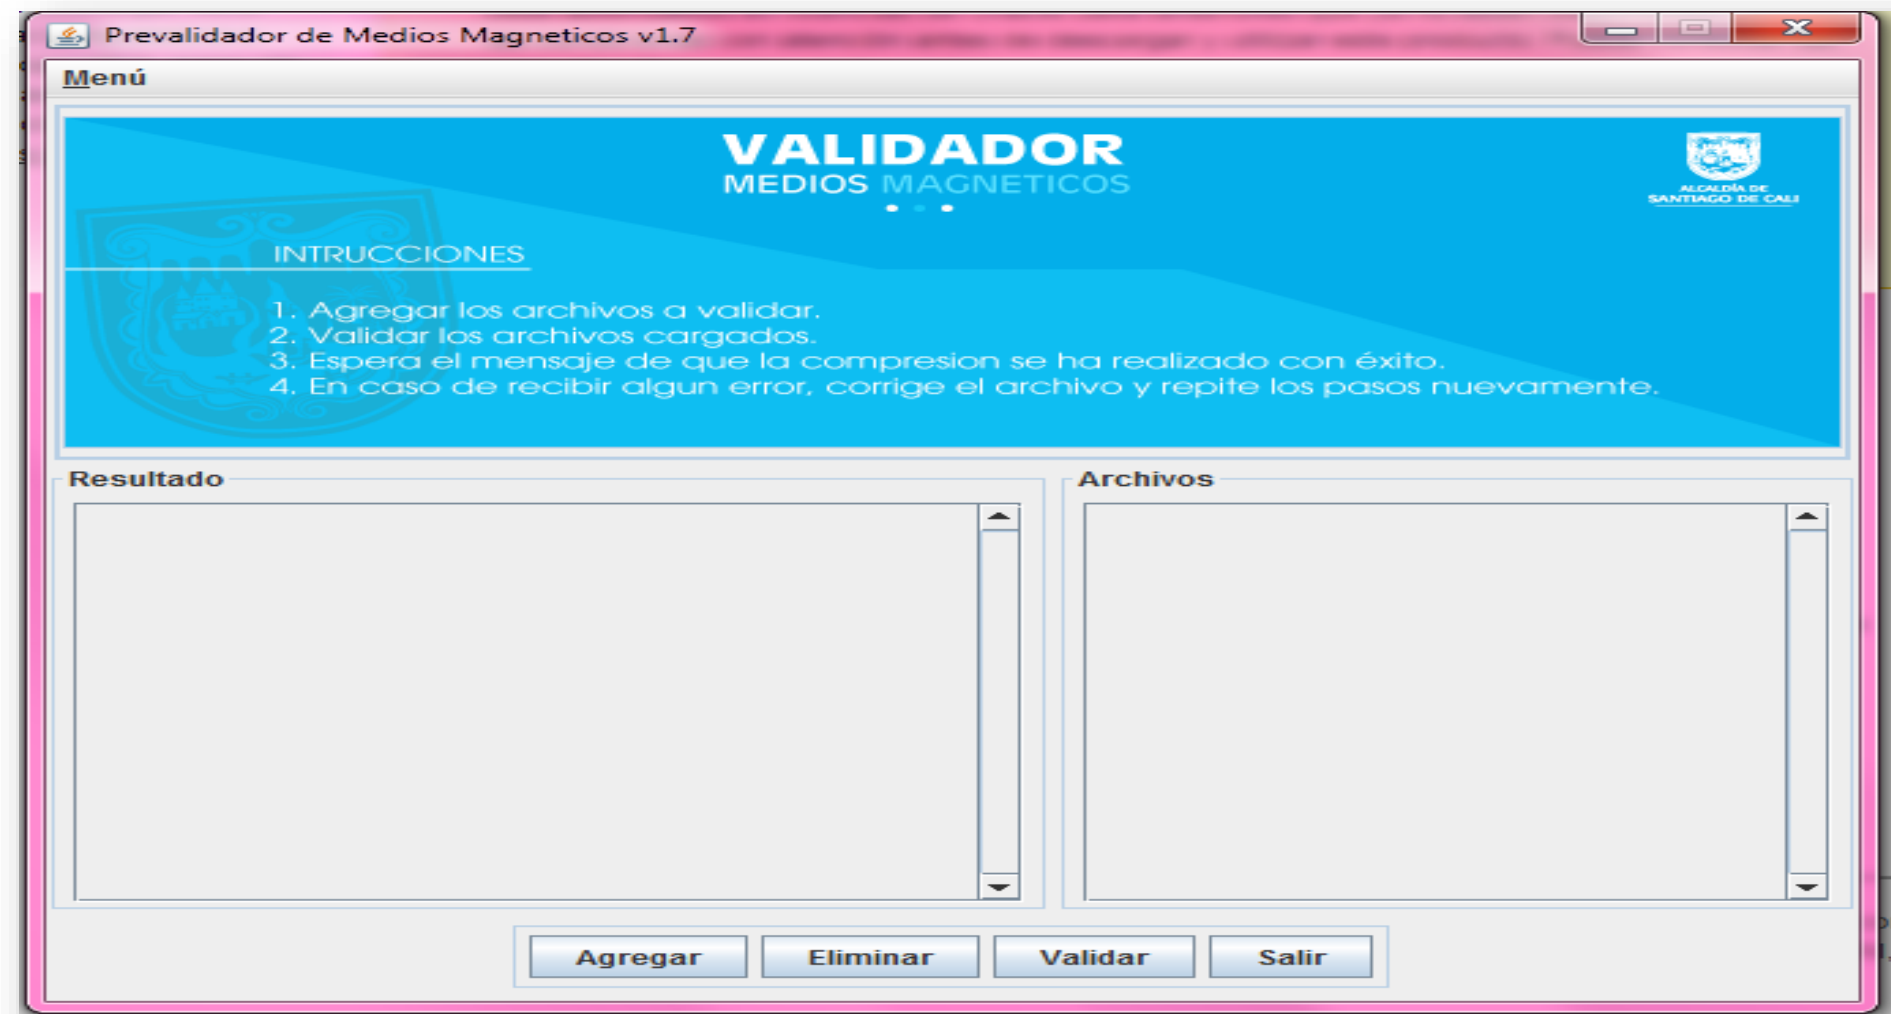 Prevalidador de Medios Magneticos v1.7
Menú
VALIDADOR
MEDIOS MAGNETICOS
ALCALDÍA DE
SANTIAGO DE CALI
INTRUCCIONES
1. Agregar los archivos a validar.
2. Validar los archivos cargados.
3. Espera el mensaje de que la compresion se ha realizado con éxito.
4. En caso de recibir algun error, corrige el archivo y repite los pasos nuevamente.
Resultado
Archivos
Agregar
Eliminar
Validar
Salir